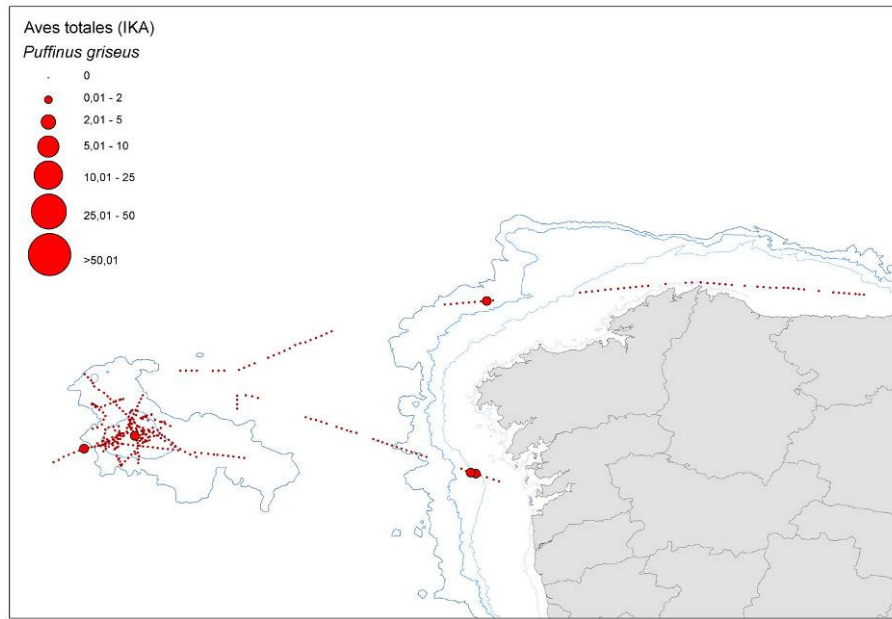 Aves totales (IKA)
Puffinus griseus
0
0,01 - 2
2,01 - 5
5,01 - 10
10,01 - 25
25,01 - 50
>50,01